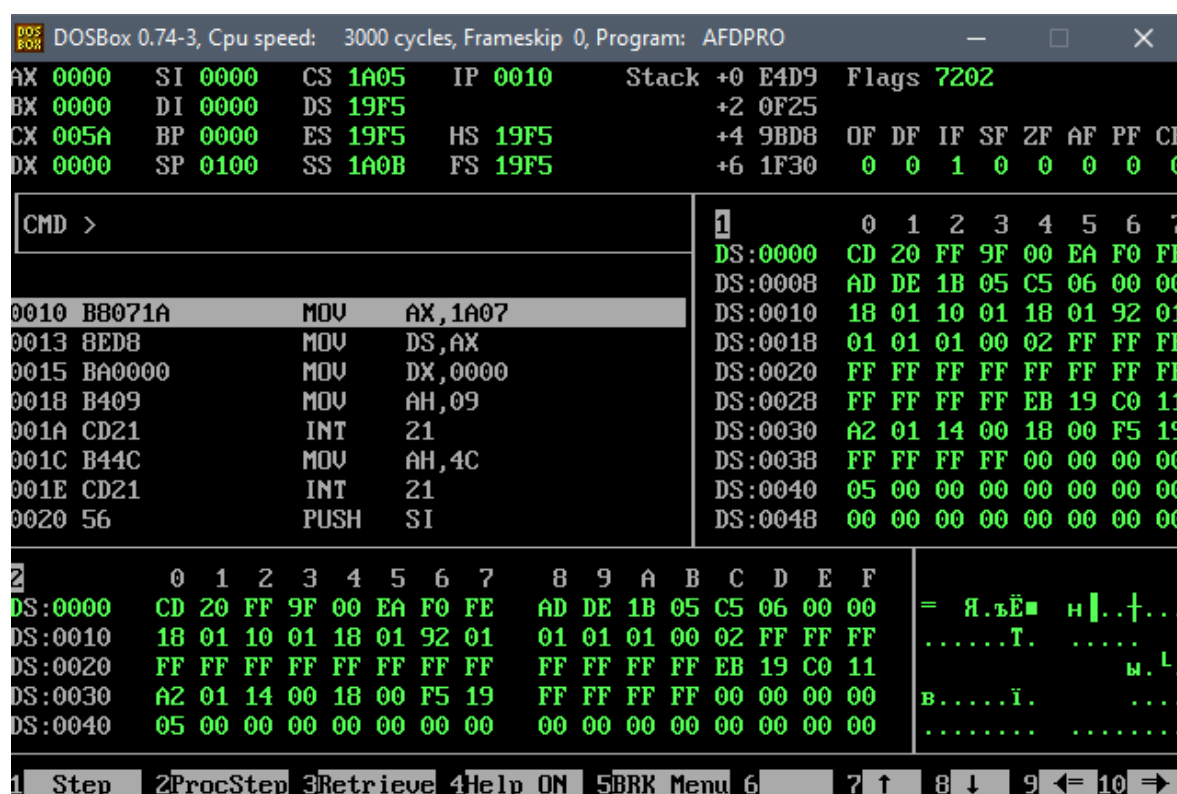 DOS BOX DOSBox 0.74-3, Cpu speed: 3000 cycles, Frameskip 0, Program: AFDPRO
AX 0000 SI 0000 CS 1A05 IP 0010 Stack +0 E4D9 Flags 7202
BX 0000 DI 0000 DS 19F5 +2 0F25
CX 005A BP 0000 ES 19F5 HS 19F5 +4 9BD8 OF DF IF SF ZF AF PF
DX 0000 SP 0100 SS 1A0B FS 19F5 +6 1F30 0 0 1 0 0 0 0
CMD >
1 0 1 2 3 4 5 6
DS:0000 CD 20 FF 9F 00 EA F0
DS:0008 AD DE 1B 05 C5 06 00
0010 B8071A MOV AX,1A07 DS:0010 18 01 10 01 18 01 92
0013 8ED8 MOV DS,AX DS:0018 01 01 01 00 02 FF FF
0015 BA0000 MOV DX,0000 DS:0020 FF FF FF FF FF FF FF
0018 B409 MOV AH,09 DS:0028 FF FF FF FF EB 19 C0
001A CD21 INT 21 DS:0030 A2 01 14 00 18 00 F5
001C B44C MOV AH,4C DS:0038 FF FF FF FF 00 00 00
001E CD21 INT 21 DS:0040 05 00 00 00 00 00 00
0020 56 PUSH SI DS:0048 00 00 00 00 00 00 00
2 0 1 2 3 4 5 6 7 8 9 A B C D E F
DS:0000 CD 20 FF 9F 00 EA F0 FE AD DE 1B 05 C5 06 00 00 = Я.ъЁ■ н▐..┼...
DS:0010 18 01 10 01 18 01 92 01 01 01 01 00 02 FF FF FF ......Т. .....
DS:0020 FF FF FF FF FF FF FF FF FF FF FF FF EB 19 C0 11 ы.└
DS:0030 A2 01 14 00 18 00 F5 19 FF FF FF FF 00 00 00 00 в.....ї. ....
DS:0040 05 00 00 00 00 00 00 00 00 00 00 00 00 00 00 00 ........ .......
1 Step 2ProcStep 3Retrieve 4Help ON 5BRK Menu 6 7 ↑ 8 ↓ 9 ⇐ 10 ⇒